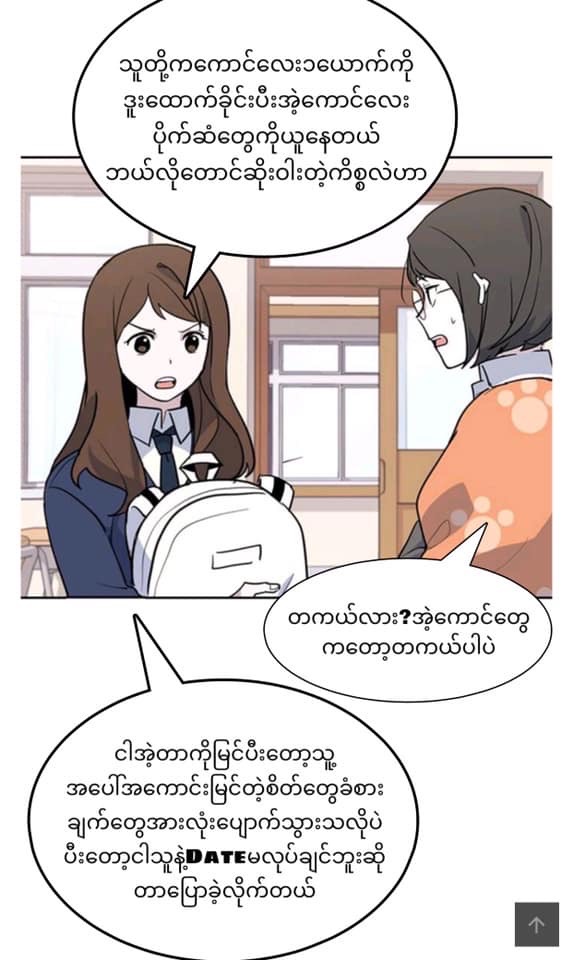 သူတို့ကကောင်လေး၁ယောက်ကို
ဒူးထောက်ခိုင်းပီးအဲ့ကောင်လေး
ပိုက်ဆံတွေကိုယူနေတယ်
ဘယ်လိုတောင်ဆိုးဝါးတဲ့ကိစ္စလဲဟာ
တကယ်လား?အဲ့ကောင်တွေ
ကတော့တကယ်ပါပဲ
ငါအဲ့တာကိုမြင်ပီးတော့သူ့
အပေါ်အကောင်းမြင်တဲ့စိတ်တွေခံစား
ချက်တွေအားလုံးပျောက်သွားသလိုပဲ
ပီးတော့ငါသူနဲ့DATEမလုပ်ချင်ဘူးဆို
တာပြောခဲ့လိုက်တယ်